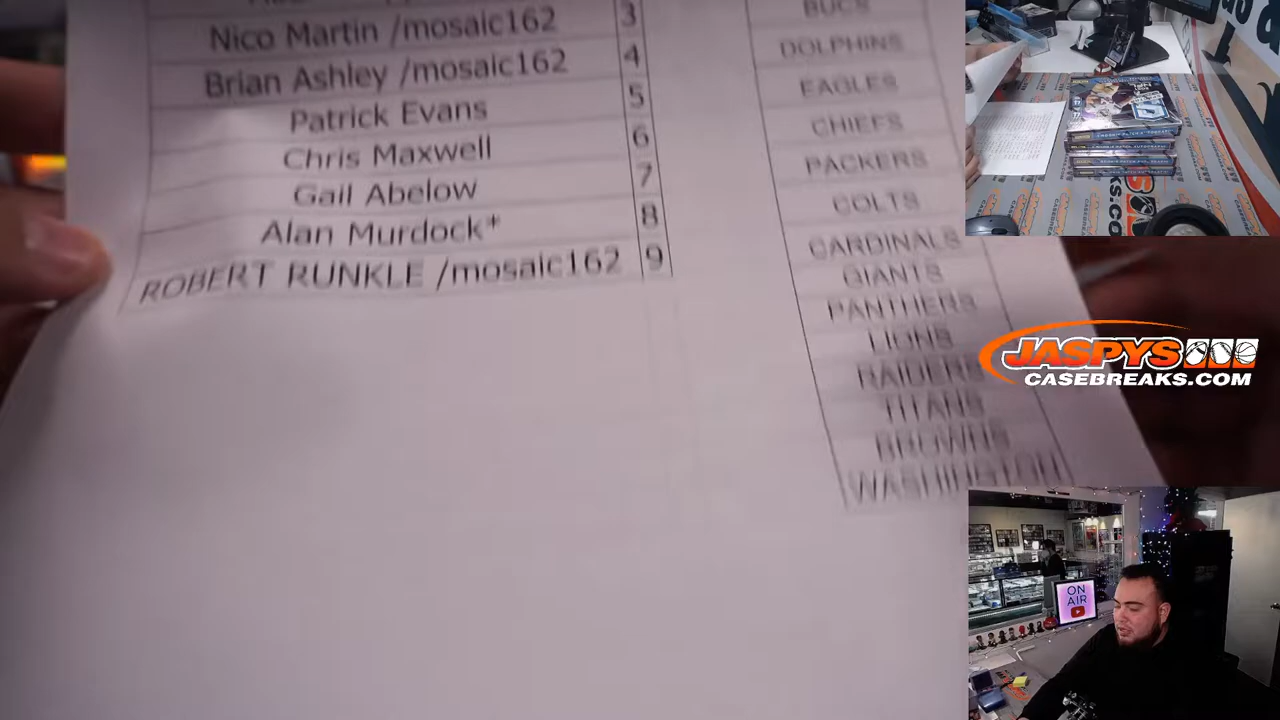 Nico Martin /mosaic162 3
Brian Ashley /mosaic162 4
Patrick Evans 5
Chris Maxwell 6
Gail Abelow 7
Alan Murdock* 8
ROBERT RUNKLE /mosaic162 9
BUCS
DOLPHINS
EAGLES
CHIEFS
PACKERS
COLTS
CARDINALS
GIANTS
PANTHERS
LIONS
RAIDERS
TITANS
BROWNS
WASHINGTON
JASPYS
CASEBREAKS.COM
ON
AIR